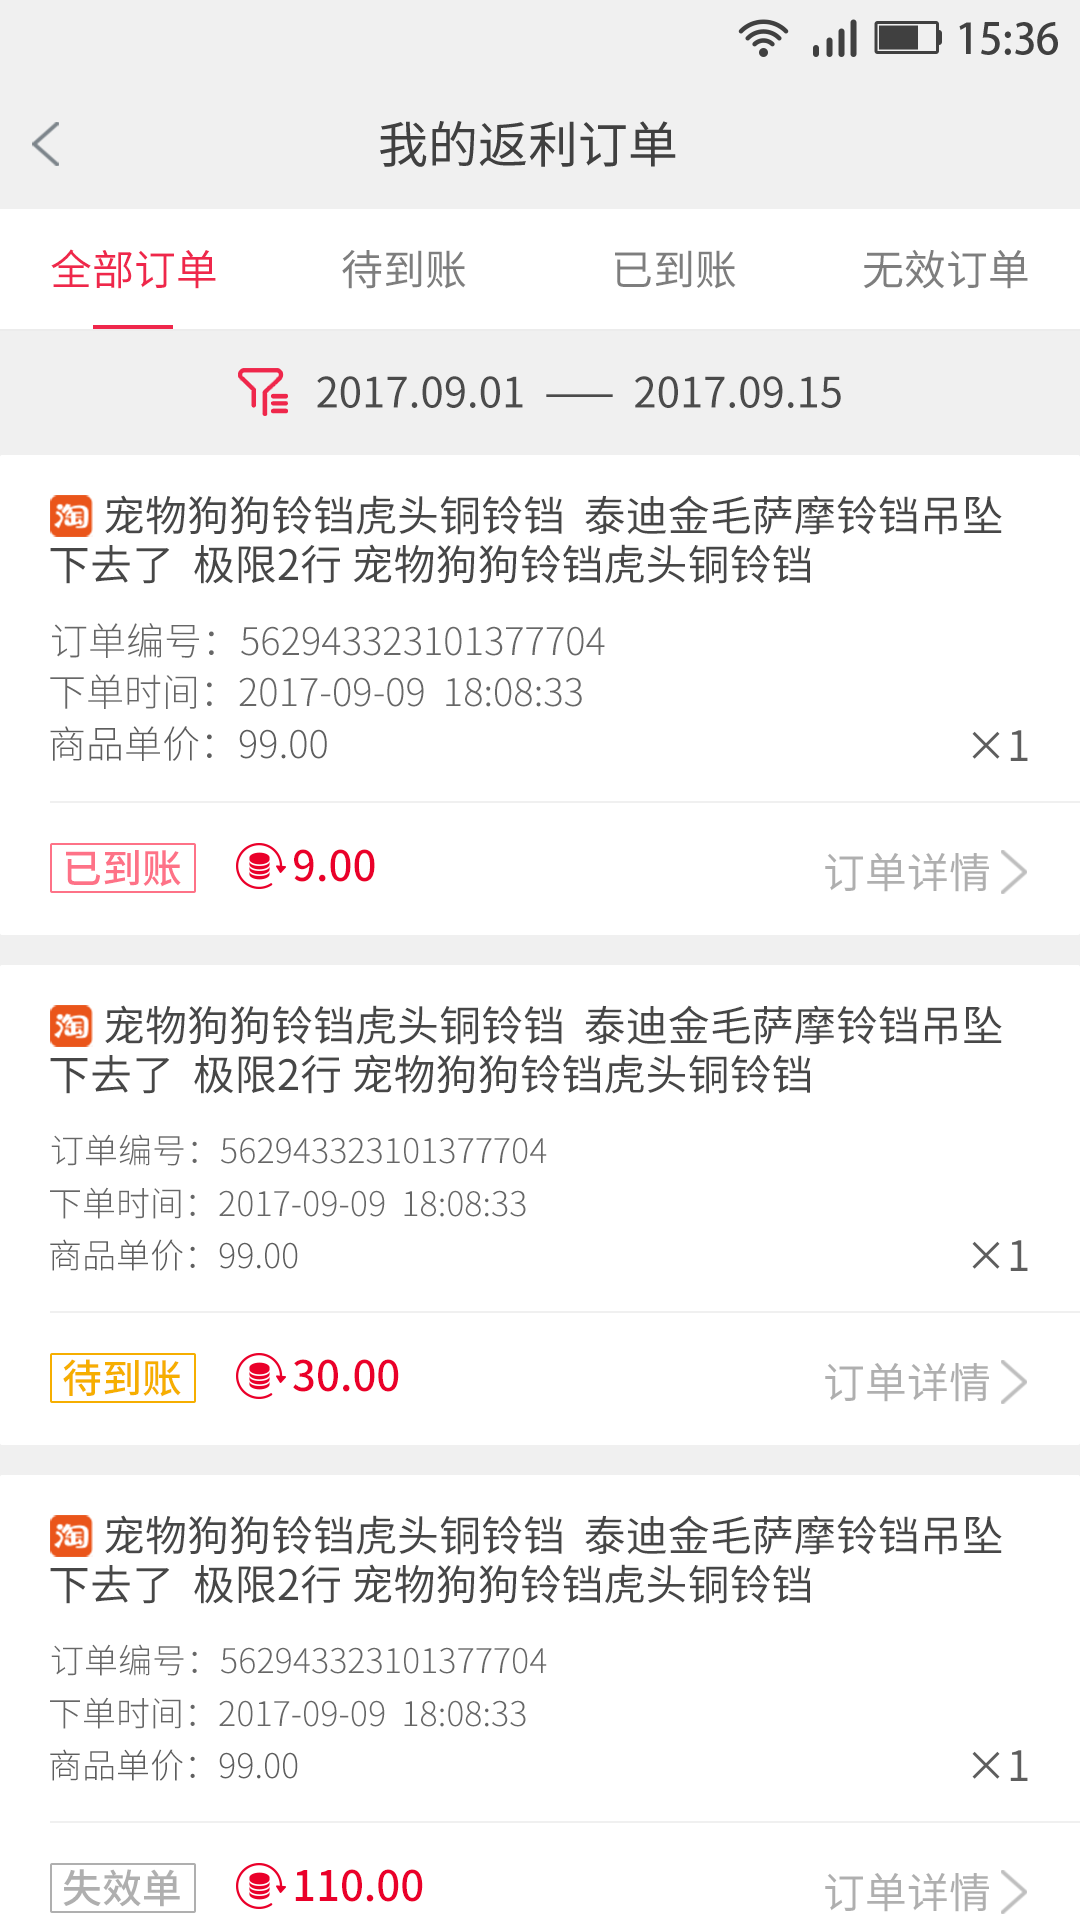 15:36
我的返利订单
全部订单 待到账 已到账 无效订单
2017.09.01 —— 2017.09.15
淘 宠物狗狗铃铛虎头铜铃铛 泰迪金毛萨摩铃铛吊坠
下去了 极限2行 宠物狗狗铃铛虎头铜铃铛
订单编号：562943323101377704
下单时间：2017-09-09 18:08:33
商品单价：99.00 ×1
已到账 9.00 订单详情
淘 宠物狗狗铃铛虎头铜铃铛 泰迪金毛萨摩铃铛吊坠
下去了 极限2行 宠物狗狗铃铛虎头铜铃铛
订单编号：562943323101377704
下单时间：2017-09-09 18:08:33
商品单价：99.00 ×1
待到账 30.00 订单详情
淘 宠物狗狗铃铛虎头铜铃铛 泰迪金毛萨摩铃铛吊坠
下去了 极限2行 宠物狗狗铃铛虎头铜铃铛
订单编号：562943323101377704
下单时间：2017-09-09 18:08:33
商品单价：99.00 ×1
失效单 110.00 订单详情